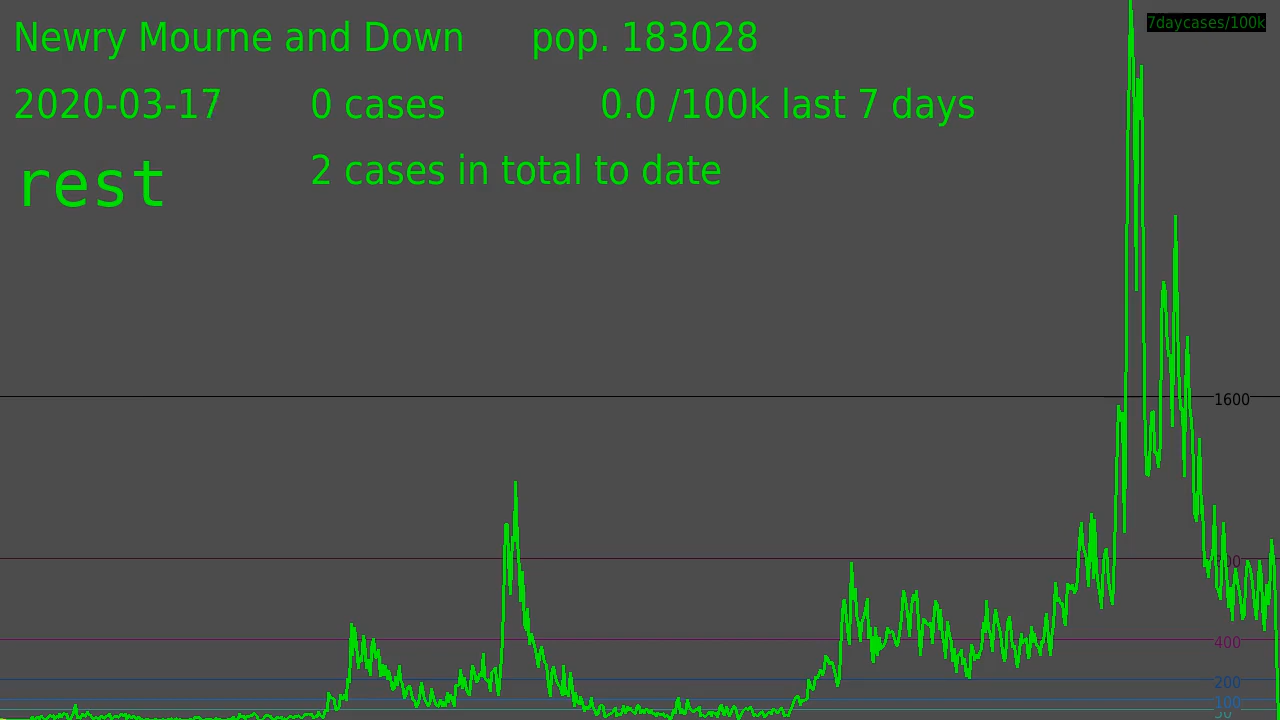 Newry Mourne and Down pop. 183028
7daycases/100k
2020-03-17 0 cases 0.0 /100k last 7 days
rest 2 cases in total to date
1600
400
200
100
50